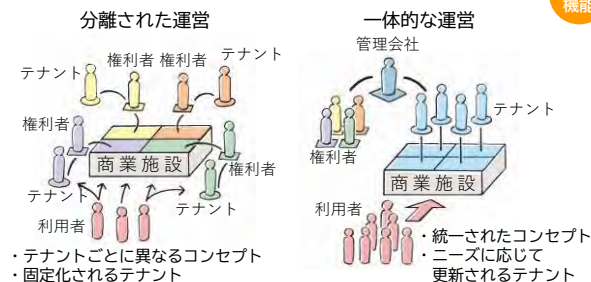 機能
分離された運営
一体的な運営
テナント
権利者
権利者
テナント
権利者
商業施設
権利者
テナント
テナント
利用者
・テナントごとに異なるコンセプト
・固定化されるテナント
管理会社
テナント
権利者
商業施設
利用者
・統一されたコンセプト
・ニーズに応じて
更新されるテナント